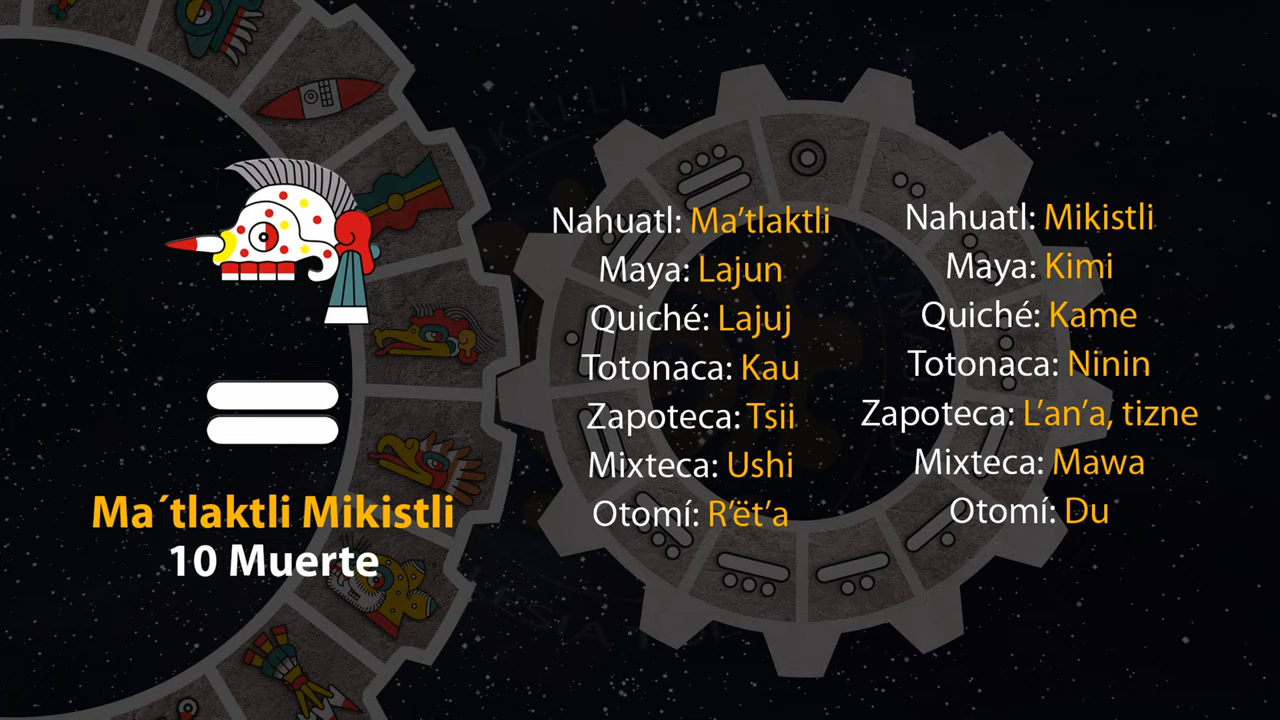 Ma´tlaktli Mikistli
10 Muerte
Nahuatl: Ma’tlaktli
Maya: Lajun
Quiché: Lajuj
Totonaca: Kau
Zapoteca: Tsii
Mixteca: Ushi
Otomí: R’ët’a
Nahuatl: Mikistli
Maya: Kimi
Quiché: Kame
Totonaca: Ninin
Zapoteca: L’an’a, tizne
Mixteca: Mawa
Otomí: Du